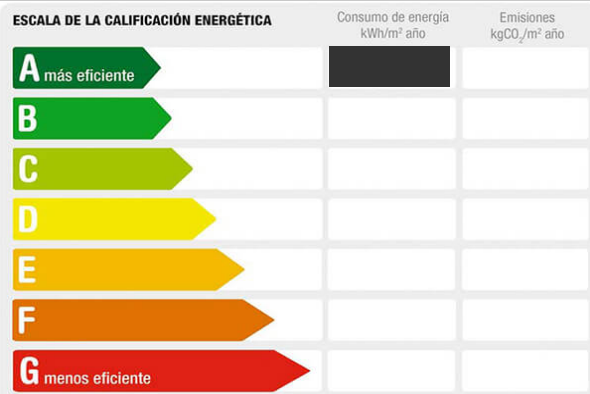 ESCALA DE LA CALIFICACIÓN ENERGÉTICA
Consumo de energía
kWh/m² año
Emisiones
kgCO₂/m² año
A más eficiente
B
C
D
E
F
G menos eficiente